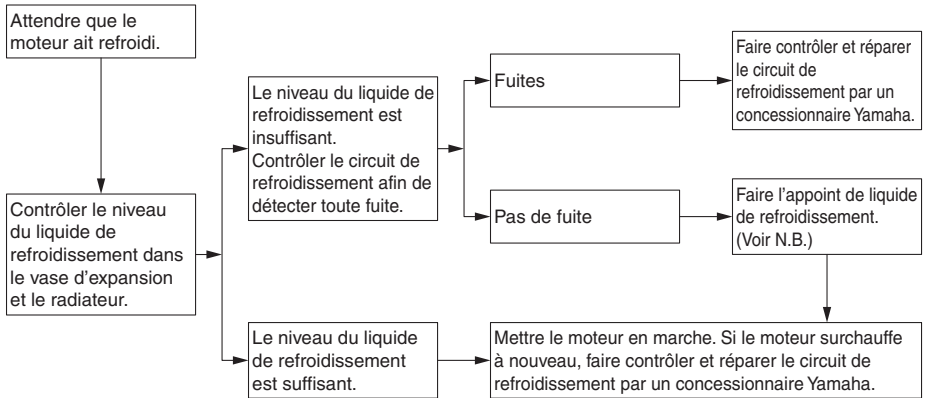 Attendre que le
moteur ait refroidi.
Contrôler le niveau
du liquide de
refroidissement dans
le vase d'expansion
et le radiateur.
Le niveau du liquide de
refroidissement est
insuffisant.
Contrôler le circuit de
refroidissement afin de
détecter toute fuite.
Fuites
Faire contrôler et réparer
le circuit de
refroidissement par un
concessionnaire Yamaha.
Pas de fuite
Faire l'appoint de liquide
de refroidissement.
(Voir N.B.)
Le niveau du liquide
de refroidissement
est suffisant.
Mettre le moteur en marche. Si le moteur surchauffe
à nouveau, faire contrôler et réparer le circuit de
refroidissement par un concessionnaire Yamaha.